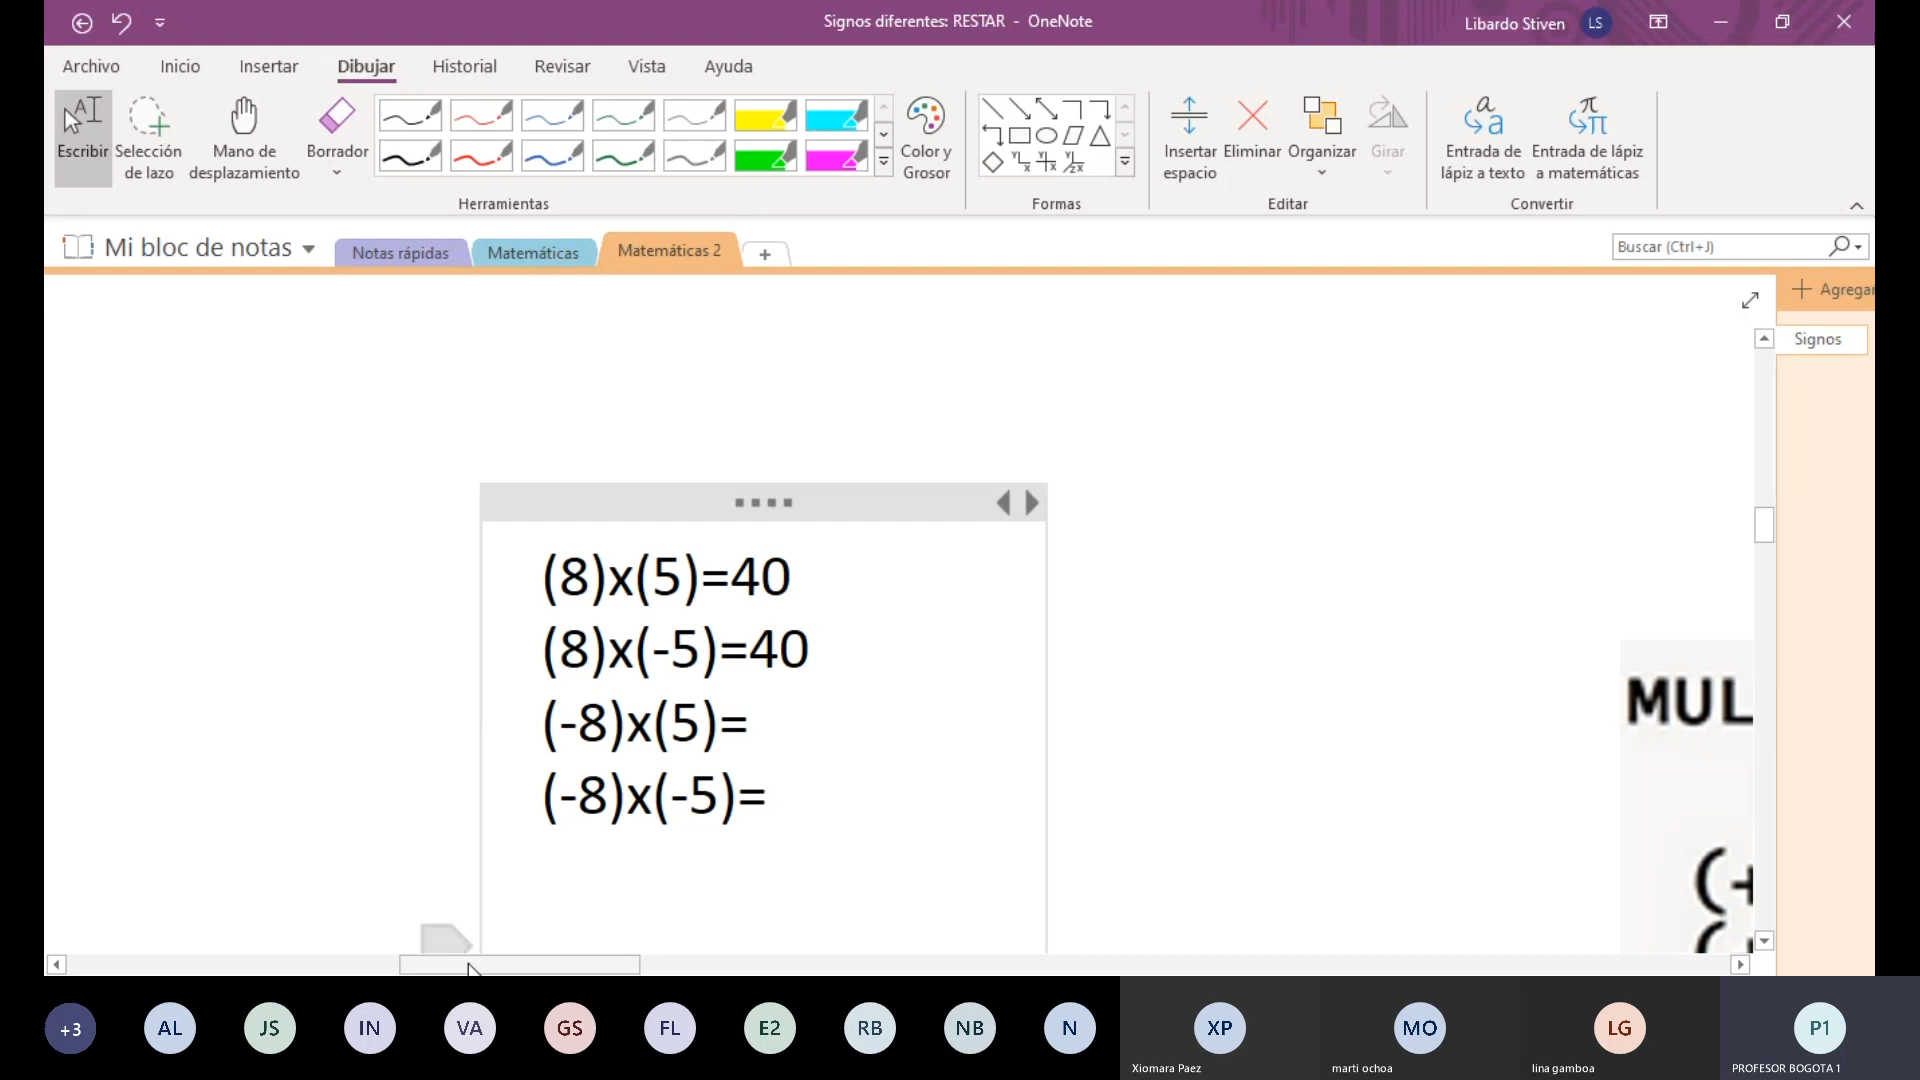 Signos diferentes: RESTAR - OneNote
Libardo Stiven LS
Archivo Inicio Insertar Dibujar Historial Revisar Vista Ayuda
Escribir
Selección de lazo
Mano de desplazamiento
Borrador
Color y Grosor
Insertar espacio
Eliminar
Organizar
Girar
Entrada de lápiz a texto
Entrada de lápiz a matemáticas
Herramientas Formas Editar Convertir
Mi bloc de notas
Notas rápidas
Matemáticas
Matemáticas 2
Buscar (Ctrl+J)
Agregar
Signos
(8)x(5)=40
(8)x(-5)=40
(-8)x(5)=
(-8)x(-5)=
MUL
(+
+3 AL JS IN VA GS FL E2 RB NB N XP MO LG P1
Xiomara Paez
marti ochoa
lina gamboa
PROFESOR BOGOTA 1